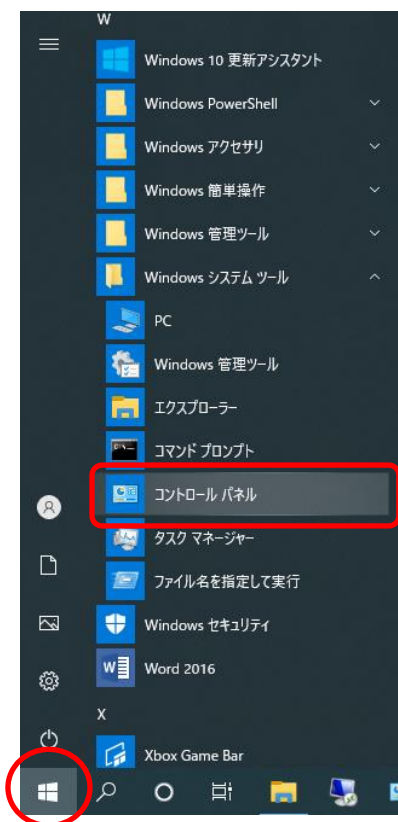 W
Windows 10 更新アシスタント
Windows PowerShell
Windows アクセサリ
Windows 簡単操作
Windows 管理ツール
Windows システム ツール
PC
Windows 管理ツール
エクスプローラー
コマンド プロンプト
コントロール パネル
タスク マネージャー
ファイル名を指定して実行
Windows セキュリティ
Word 2016
X
Xbox Game Bar